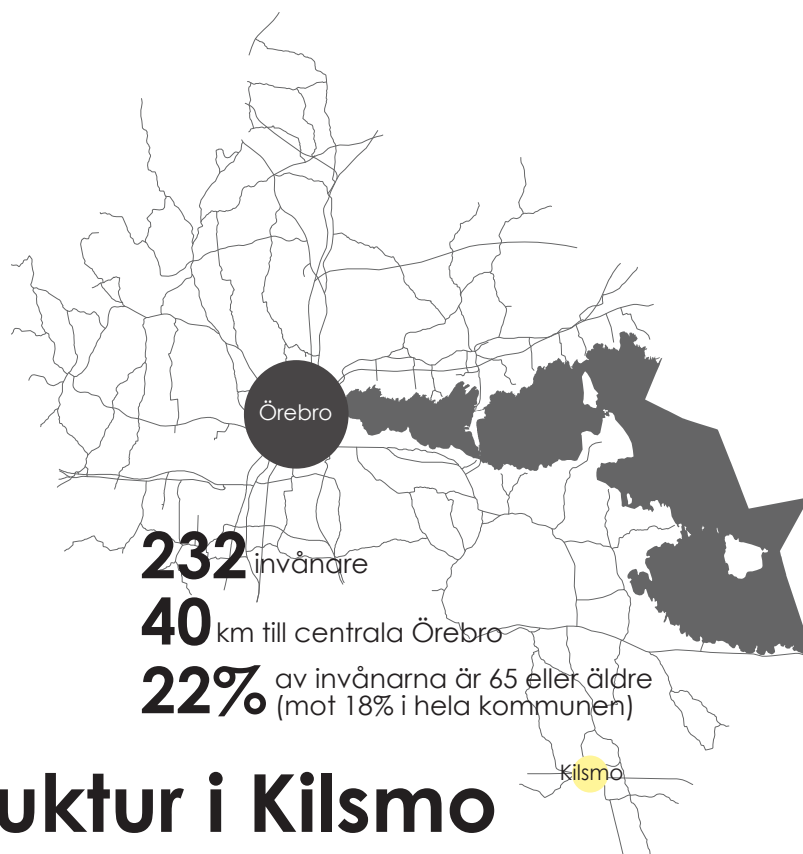 Örebro
232 invånare
40 km till centrala Örebro
22% av invånarna är 65 eller äldre
(mot 18% i hela kommunen)
Kilsmo
uktur i Kilsmo